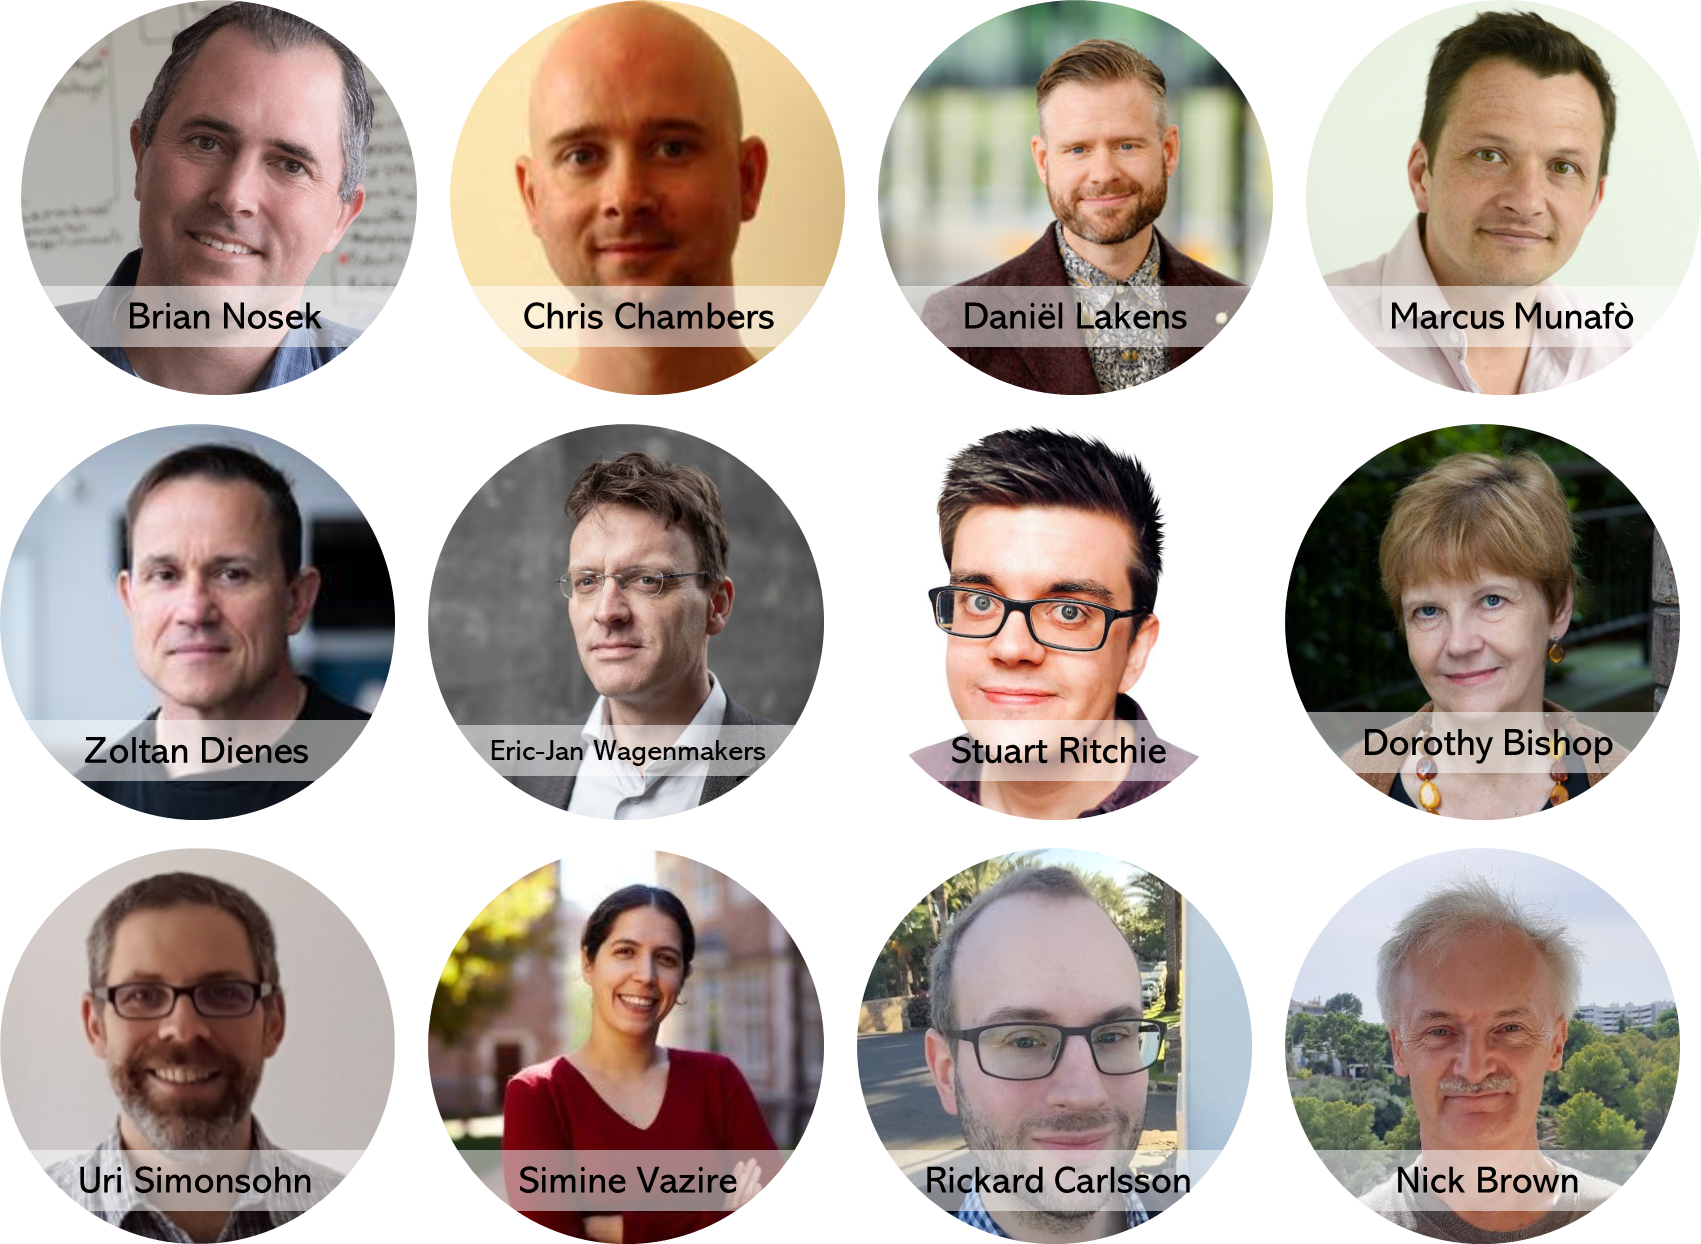 Brian Nosek
Chris Chambers
Daniël Lakens
Marcus Munafò
Zoltan Dienes
Eric-Jan Wagenmakers
Stuart Ritchie
Dorothy Bishop
Uri Simonsohn
Simine Vazire
Rickard Carlsson
Nick Brown